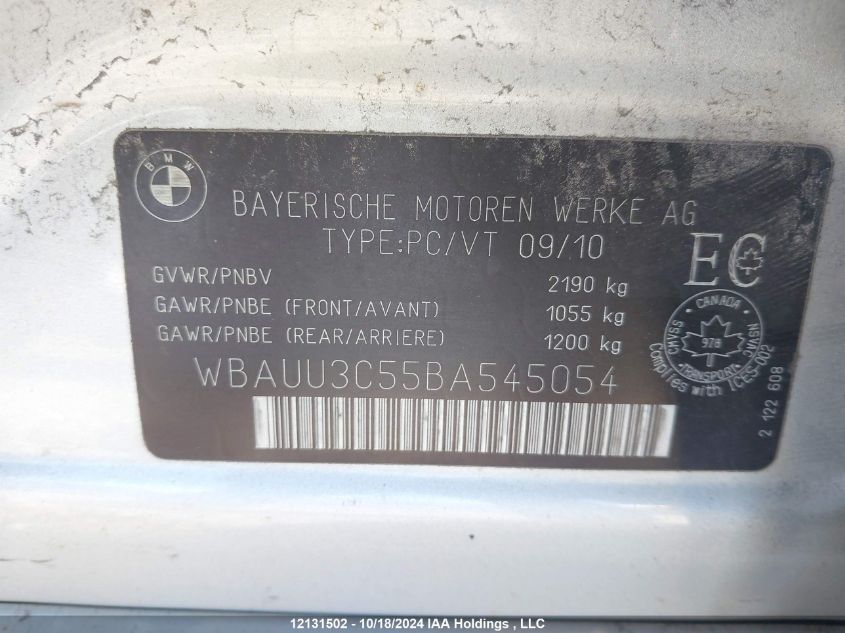 BMW
BAYERISCHE MOTOREN WERKE AG
TYPE:PC/VT 09/10
EC
GVWR/PNBV 2190 kg
GAWR/PNBE (FRONT/AVANT) 1055 kg
GAWR/PNBE (REAR/ARRIERE) 1200 kg
WBAUU3C55BA545054
CANADA
CMVSS
NSVAC
978
TRANSPORT
Complies with ICES-002
2 122 608
12131502 - 10/18/2024 IAA Holdings , LLC